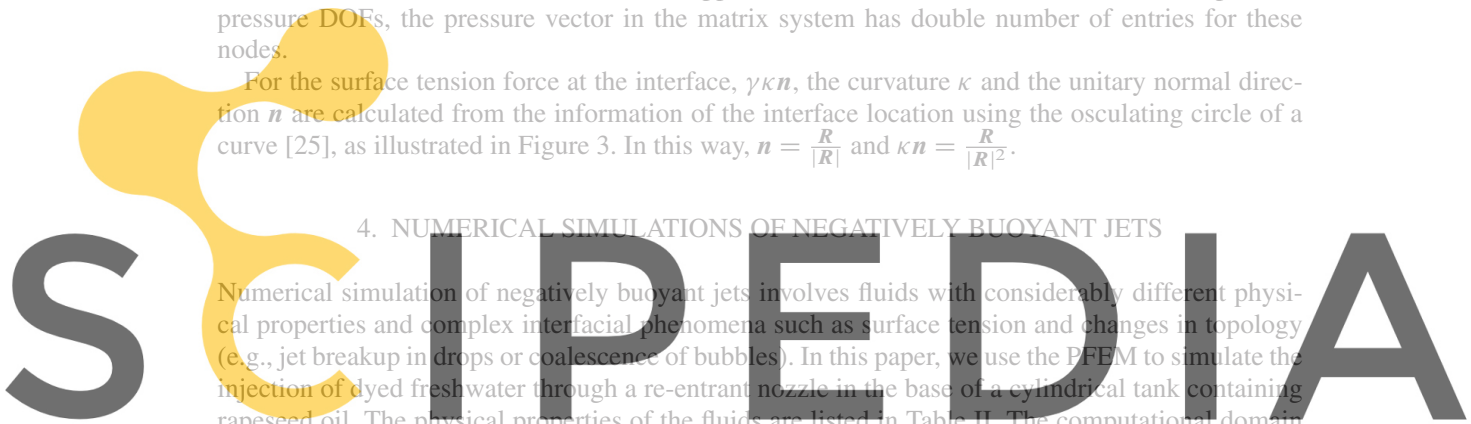 pressure DOFs, the pressure vector in the matrix system has double number of entries for these
nodes.
For the surface tension force at the interface, γκn, the curvature κ and the unitary normal direc-
tion n are calculated from the information of the interface location using the osculating circle of a
curve [25], as illustrated in Figure 3. In this way, n = R/|R| and κn = R/|R|².
4. NUMERICAL SIMULATIONS OF NEGATIVELY BUOYANT JETS
SCIPEDIA
Numerical simulation of negatively buoyant jets involves fluids with considerably different physi-
cal properties and complex interfacial phenomena such as surface tension and changes in topology
(e.g., jet breakup in drops or coalescence of bubbles). In this paper, we use the PFEM to simulate the
injection of dyed freshwater through a re-entrant nozzle in the base of a cylindrical tank containing
rapeseed oil. The physical properties of the fluids are listed in Table II. The computational domain